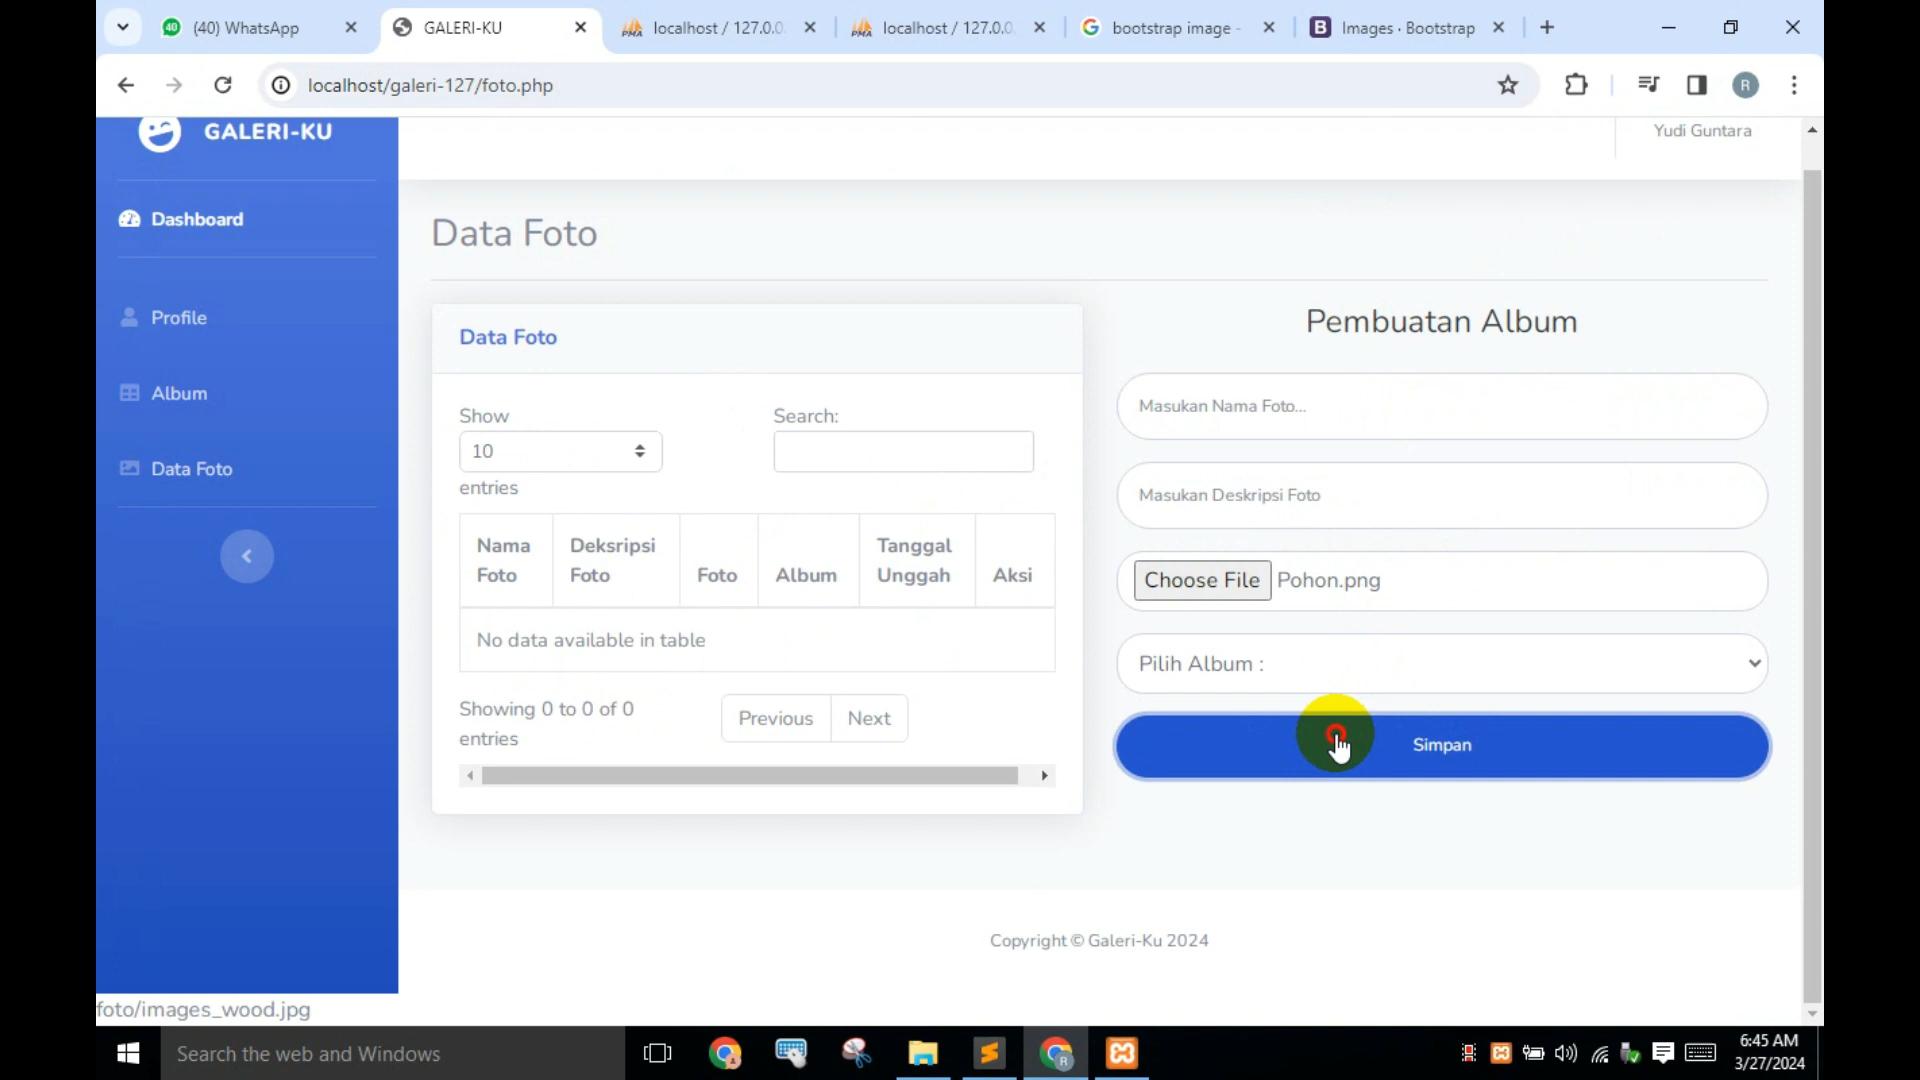 (40) WhatsApp
GALERI-KU
localhost / 127.0.0.
localhost / 127.0.0.
bootstrap image -
Images · Bootstrap
localhost/galeri-127/foto.php
R
GALERI-KU
Yudi Guntara
Dashboard
Profile
Album
Data Foto
Data Foto
Data Foto
Show
10
entries
Search:
Nama Foto
Deksripsi Foto
Foto
Album
Tanggal Unggah
Aksi
No data available in table
Showing 0 to 0 of 0
entries
Previous
Next
Pembuatan Album
Masukan Nama Foto...
Masukan Deskripsi Foto
Choose File Pohon.png
Pilih Album :
Simpan
Copyright © Galeri-Ku 2024
foto/images_wood.jpg
Search the web and Windows
6:45 AM
3/27/2024